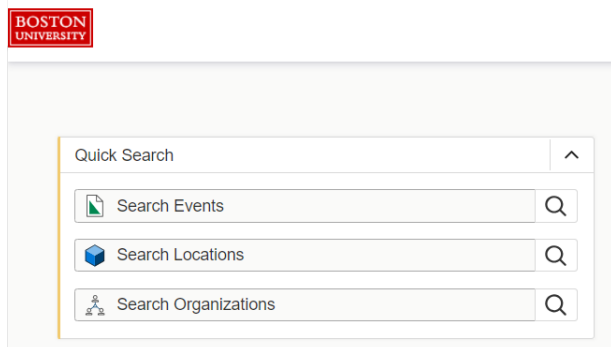 BOSTON
UNIVERSITY
Quick Search
Search Events
Search Locations
Search Organizations